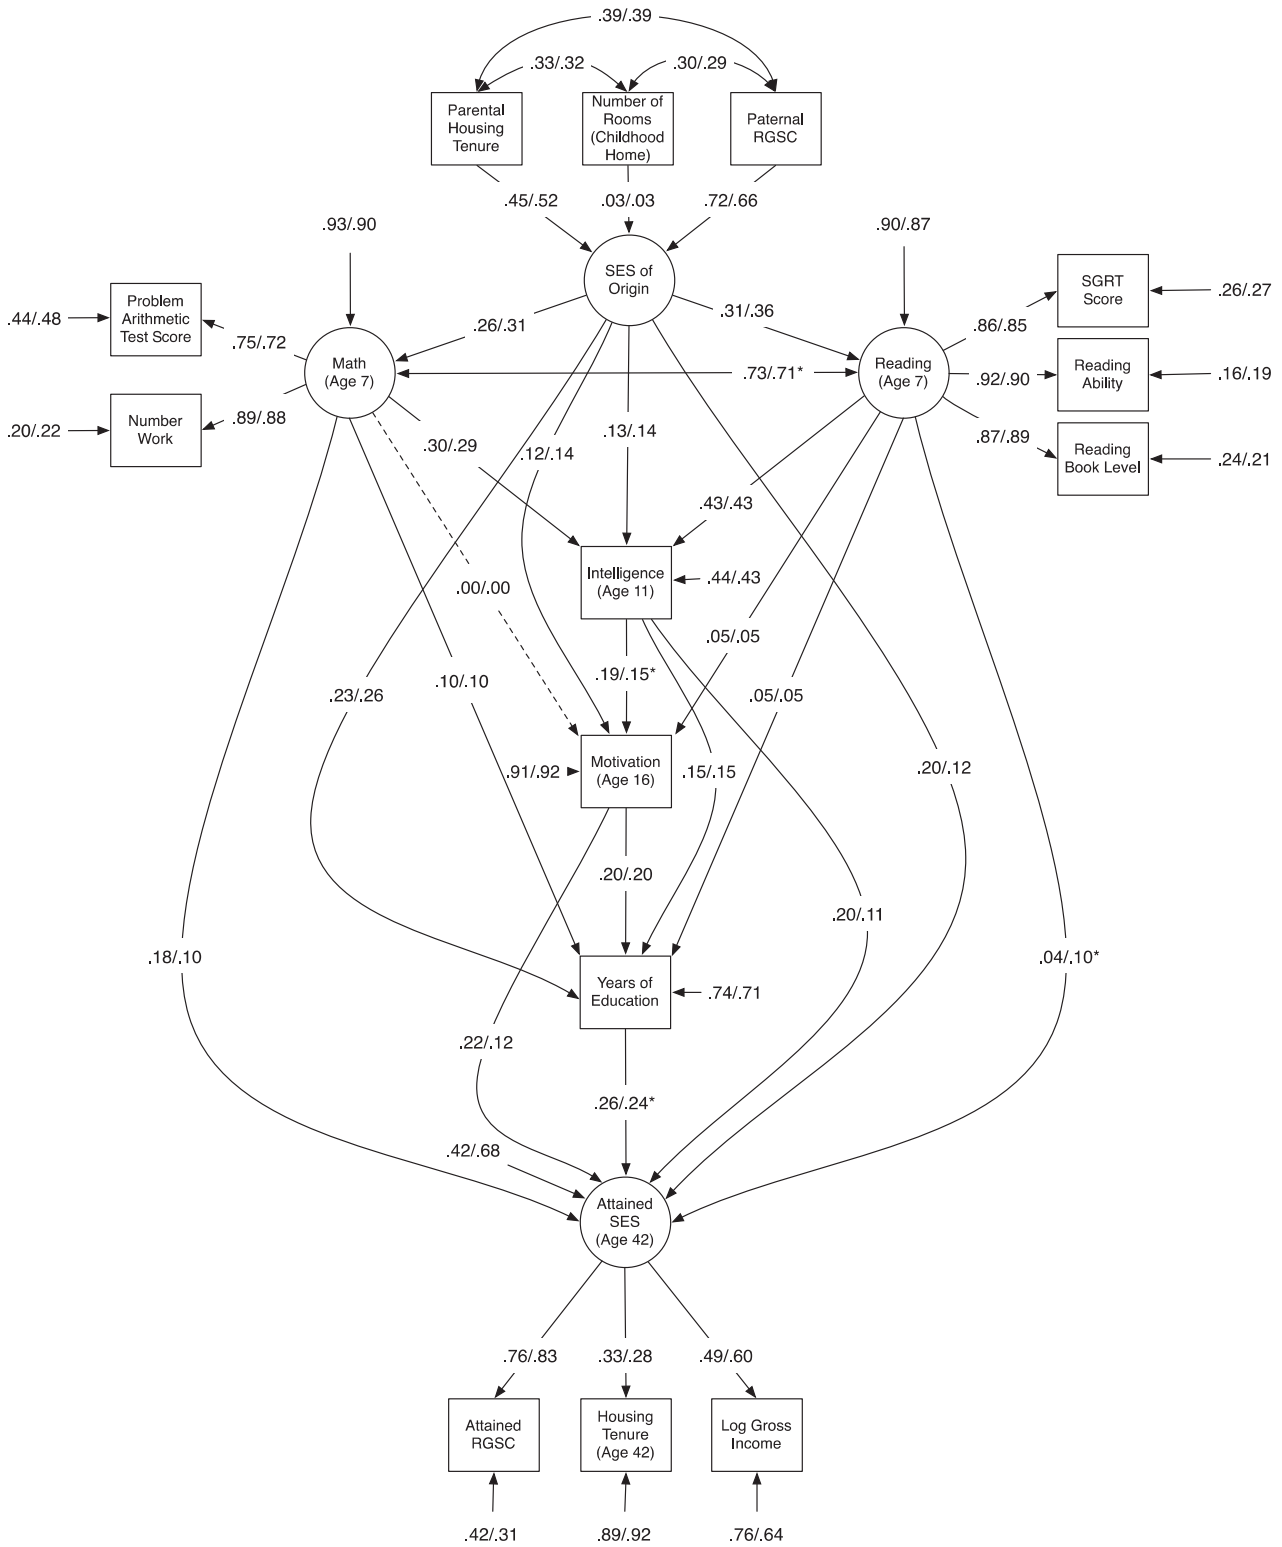 .39/.39
.33/.32
.30/.29
Parental
Housing
Tenure
Number of
Rooms
(Childhood
Home)
Paternal
RGSC
.45/.52
.03/.03
.72/.66
.93/.90
.90/.87
SES of
Origin
Problem
Arithmetic
Test Score
.44/.48
SGRT
Score
.26/.27
.26/.31
.31/.36
.75/.72
.86/.85
Math
(Age 7)
.73/.71*
Reading
(Age 7)
.92/.90
Reading
Ability
.16/.19
.20/.22
Number
Work
.89/.88
.30/.29
.12/.14
.13/.14
.87/.89
Reading
Book Level
.24/.21
.43/.43
Intelligence
(Age 11)
.44/.43
.00/.00
.05/.05
.23/.26
.10/.10
.19/.15*
.05/.05
.91/.92
Motivation
(Age 16)
.15/.15
.20/.12
.20/.20
.20/.11
.18/.10
.04/.10*
Years of
Education
.74/.71
.22/.12
.26/.24*
.42/.68
Attained
SES
(Age 42)
.76/.83
.33/.28
.49/.60
Attained
RGSC
Housing
Tenure
(Age 42)
Log Gross
Income
.42/.31
.89/.92
.76/.64